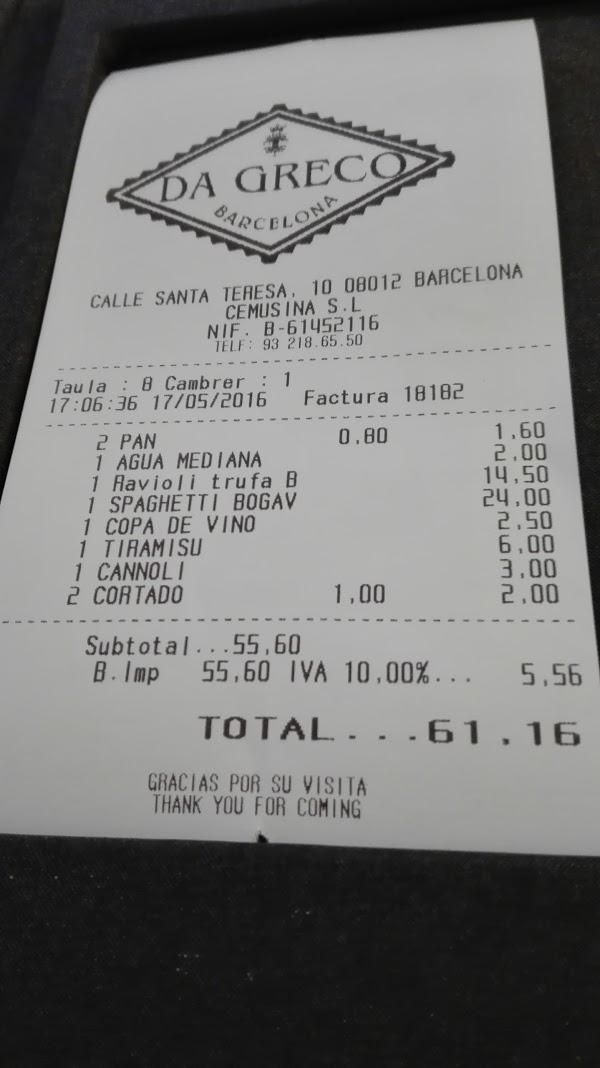 DA GRECO
BARCELONA
CALLE SANTA TERESA, 10 08012 BARCELONA
CEMUSINA S.L
NIF. B-61452116
TELF: 93 218.65.50
Taula : 8 Cambrer : 1
17:06:36 17/05/2016 Factura 18182
2 PAN 0,80 1,60
1 AGUA MEDIANA 2,00
1 Ravioli trufa B 14,50
1 SPAGHETTI BOGAV 24,00
1 COPA DE VINO 2,50
1 TIRAMISU 6,00
1 CANNOLI 3,00
2 CORTADO 1,00 2,00
Subtotal...55,60
B.Imp 55,60 IVA 10,00%... 5,56
TOTAL...61,16
GRACIAS POR SU VISITA
THANK YOU FOR COMING